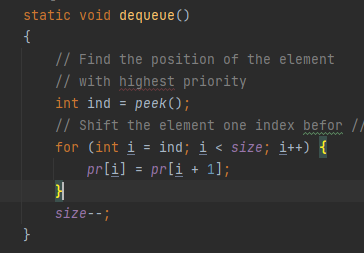 static void dequeue()
{
// Find the position of the element
// with highest priority
int ind = peek();
// Shift the element one index befor //
for (int i = ind; i < size; i++) {
pr[i] = pr[i + 1];
}
size--;
}